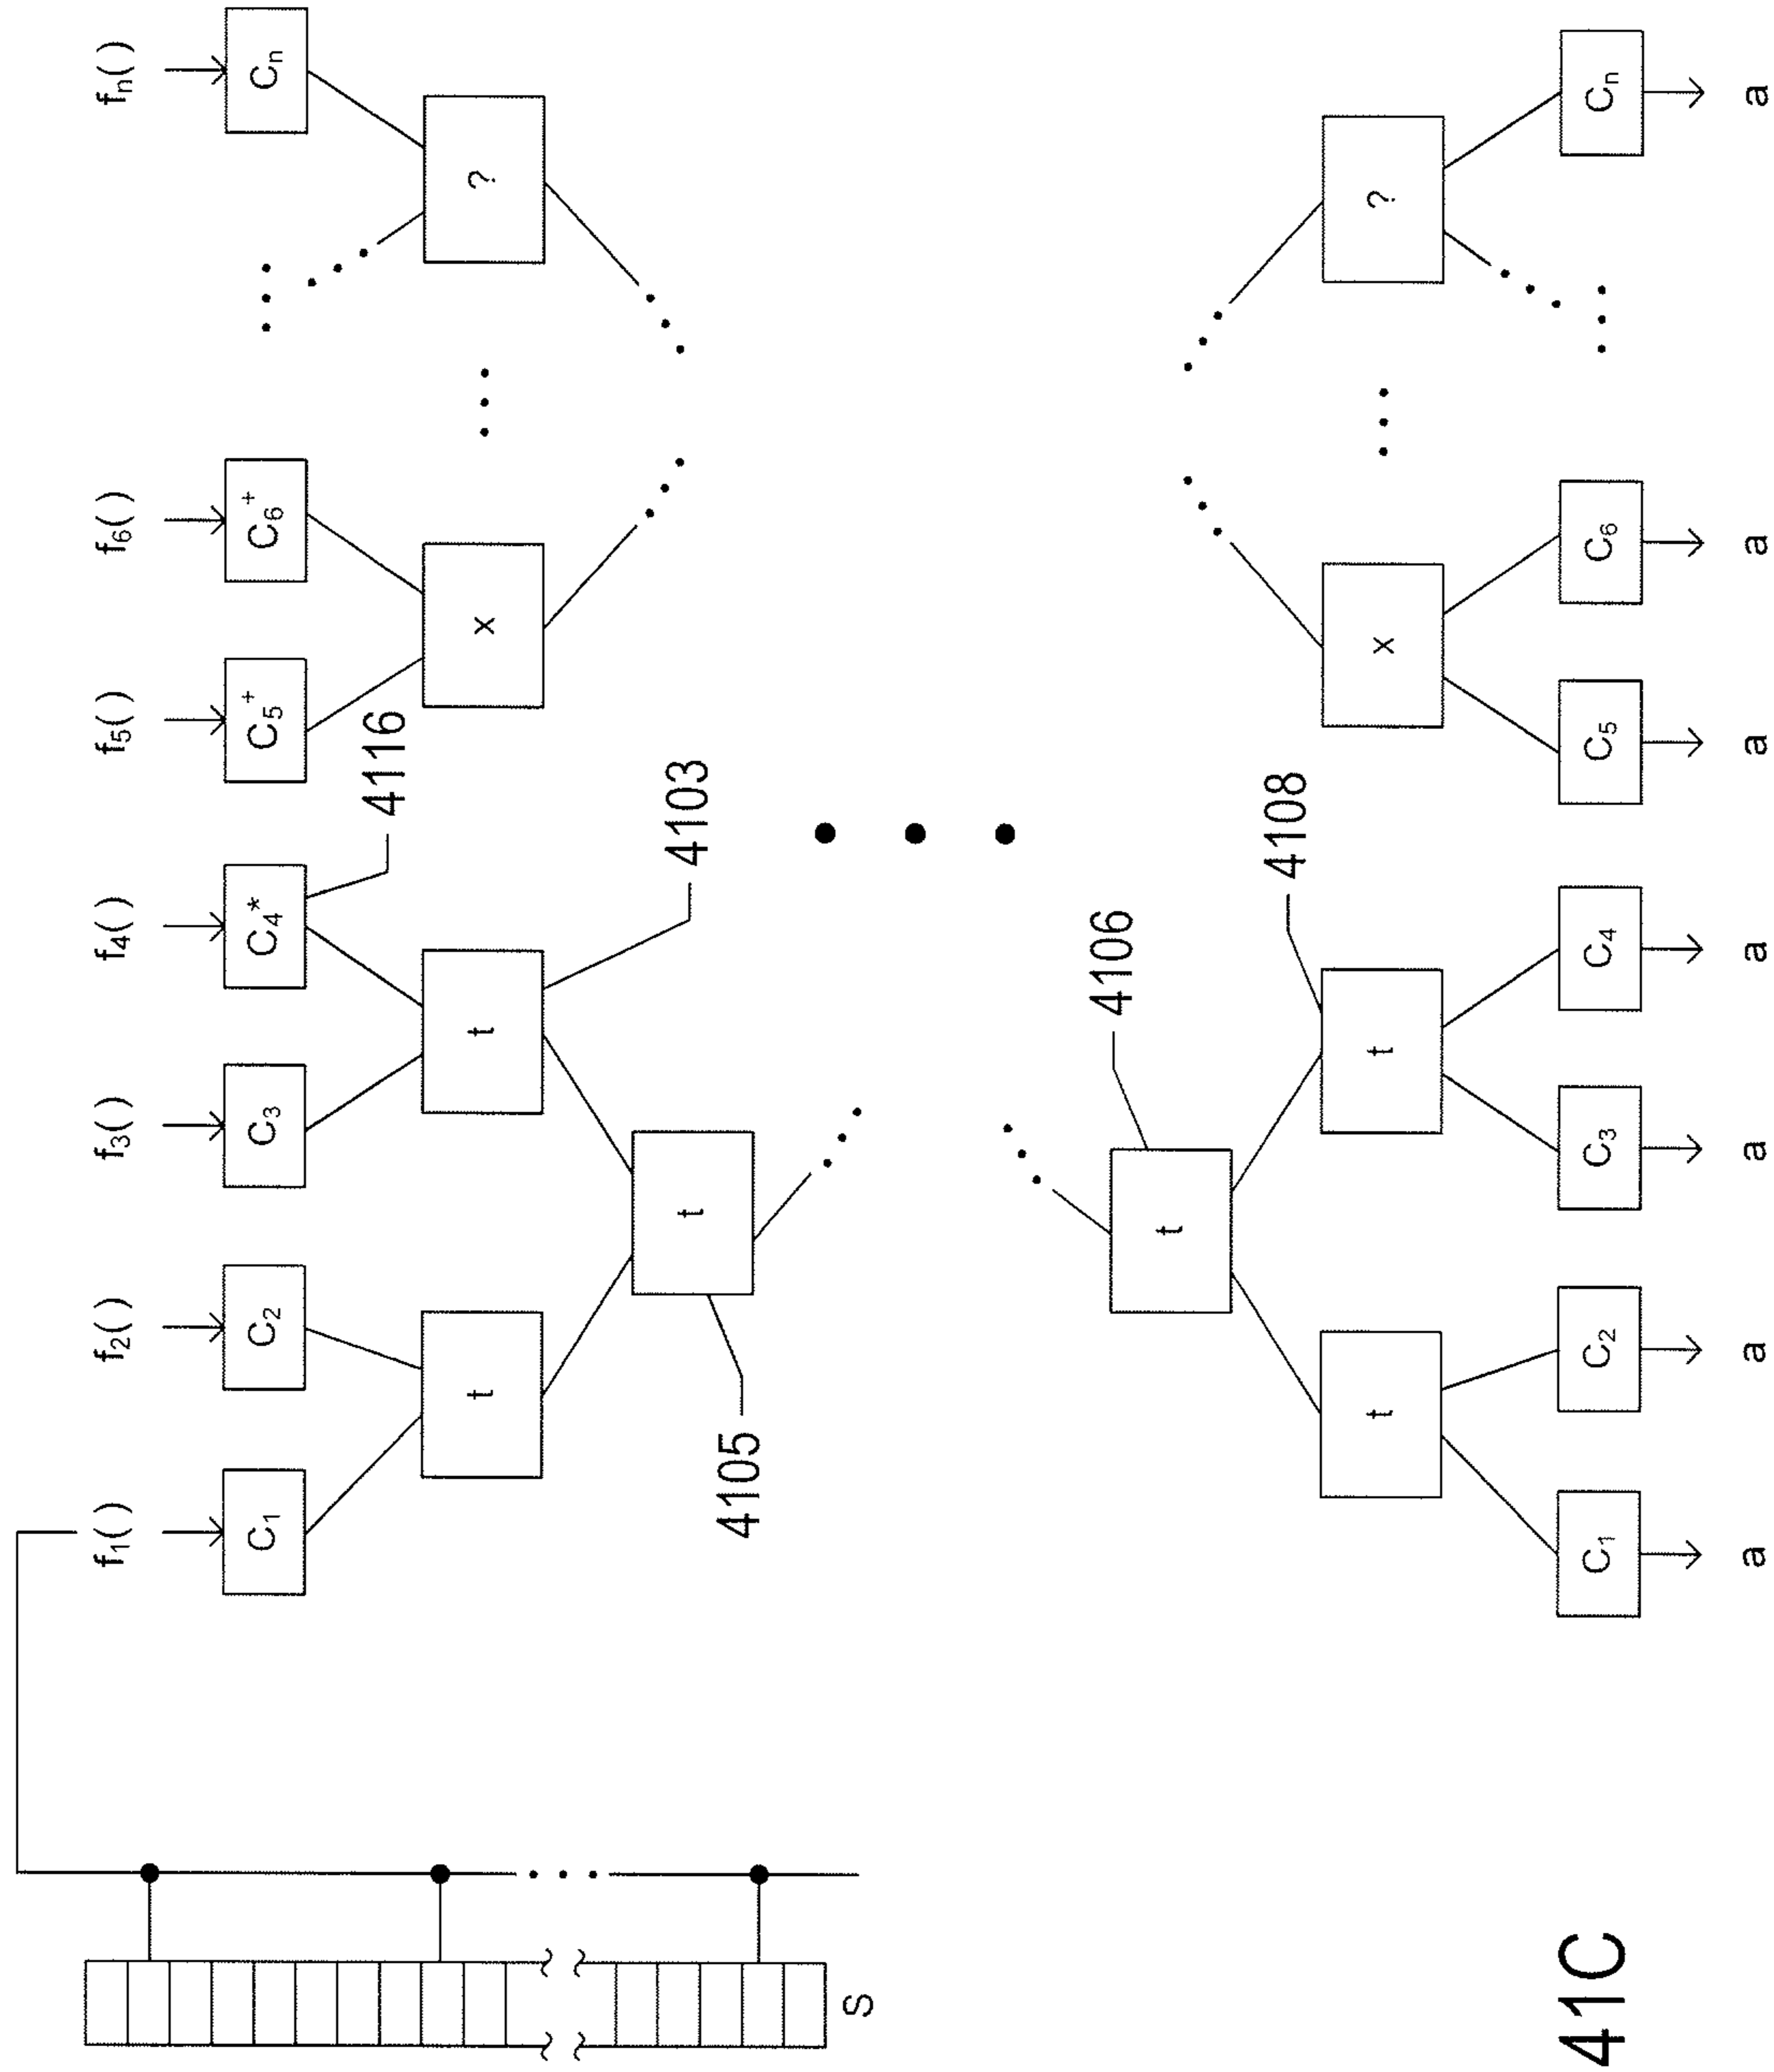 f1() f2() f3() f4() f5() f6() fn()
C1 C2 C3 C4* C5+ C6+ Cn
4116
t t x ?
4103
t
4105
S
4106
t
4108
t t x ?
C1 C2 C3 C4 C5 C6 Cn
a a a a a a a
41C